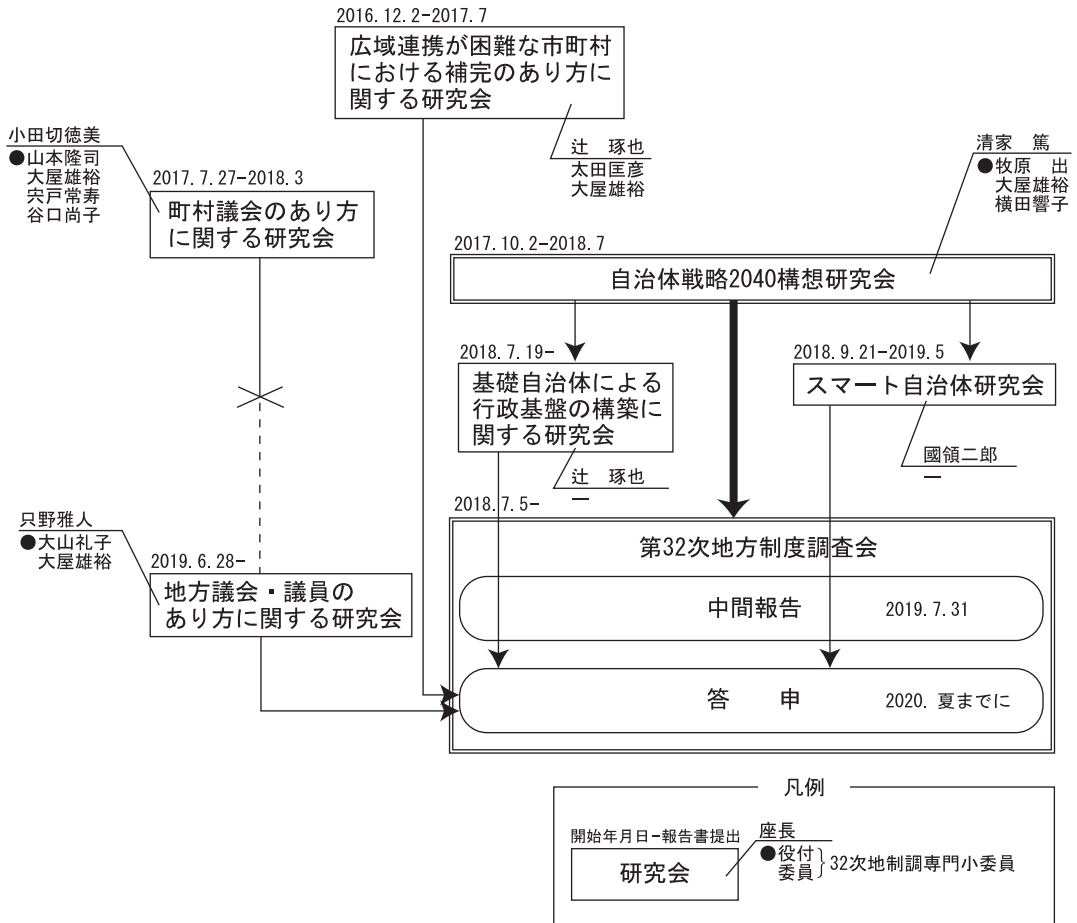 2016.12.2-2017.7
広域連携が困難な市町村
における補完のあり方に
関する研究会
辻　琢也
太田匡彦
大屋雄裕
小田切徳美
●山本隆司
大屋雄裕
宍戸常寿
谷口尚子
2017.7.27-2018.3
町村議会のあり方
に関する研究会
清家　篤
●牧原　出
大屋雄裕
横田響子
2017.10.2-2018.7
自治体戦略2040構想研究会
2018.7.19-
基礎自治体による
行政基盤の構築に
関する研究会
辻　琢也
―
2018.9.21-2019.5
スマート自治体研究会
國領二郎
―
只野雅人
●大山礼子
大屋雄裕
2019.6.28-
地方議会・議員の
あり方に関する研究会
2018.7.5-
第32次地方制度調査会
中間報告　2019.7.31
答　申　2020. 夏までに
凡例
開始年月日-報告書提出
研究会
座長
●役付
委員}32次地制調専門小委員